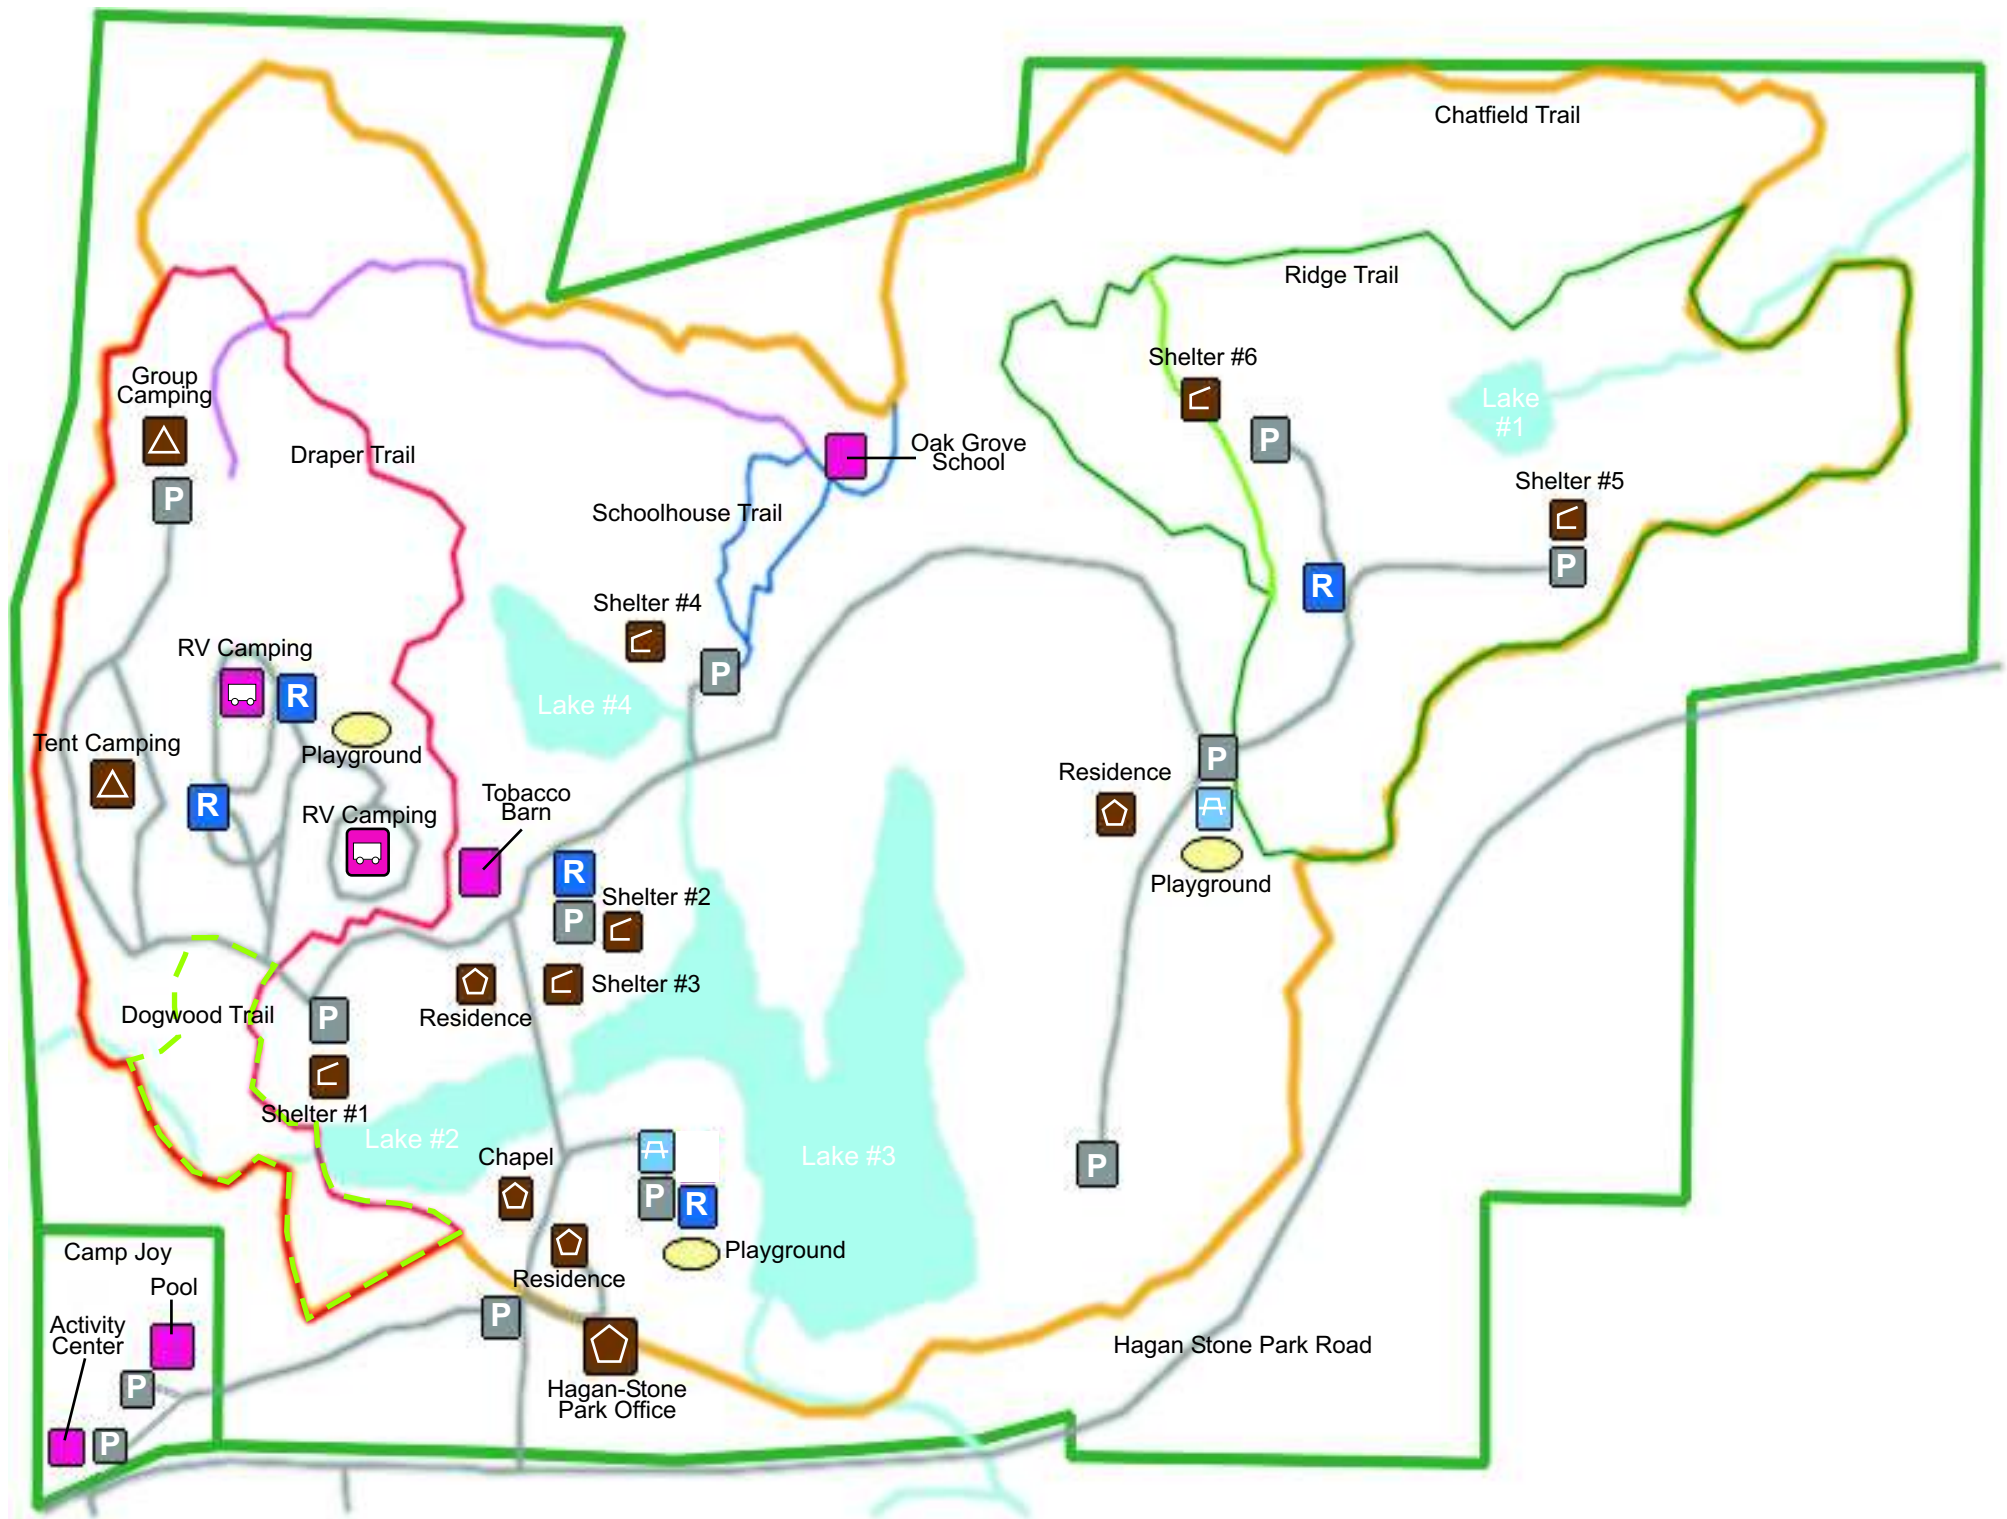 Chatfield Trail
Ridge Trail
Shelter #6
Group
Camping
P
Lake
#1
P
Draper Trail
Oak Grove
School
Shelter #5
P
Schoolhouse Trail
P
R
Shelter #4
P
RV Camping
R
Lake #4
Tent Camping
Playground
P
Residence
R
Tobacco
Barn
RV Camping
R
Playground
Shelter #2
P
Shelter #3
Residence
Dogwood Trail
P
Shelter #1
Lake #2
Chapel
Lake #3
P
P
R
Playground
Camp Joy
Residence
Pool
P
Activity
Center
Hagan Stone Park Road
P
Hagan-Stone
Park Office
P